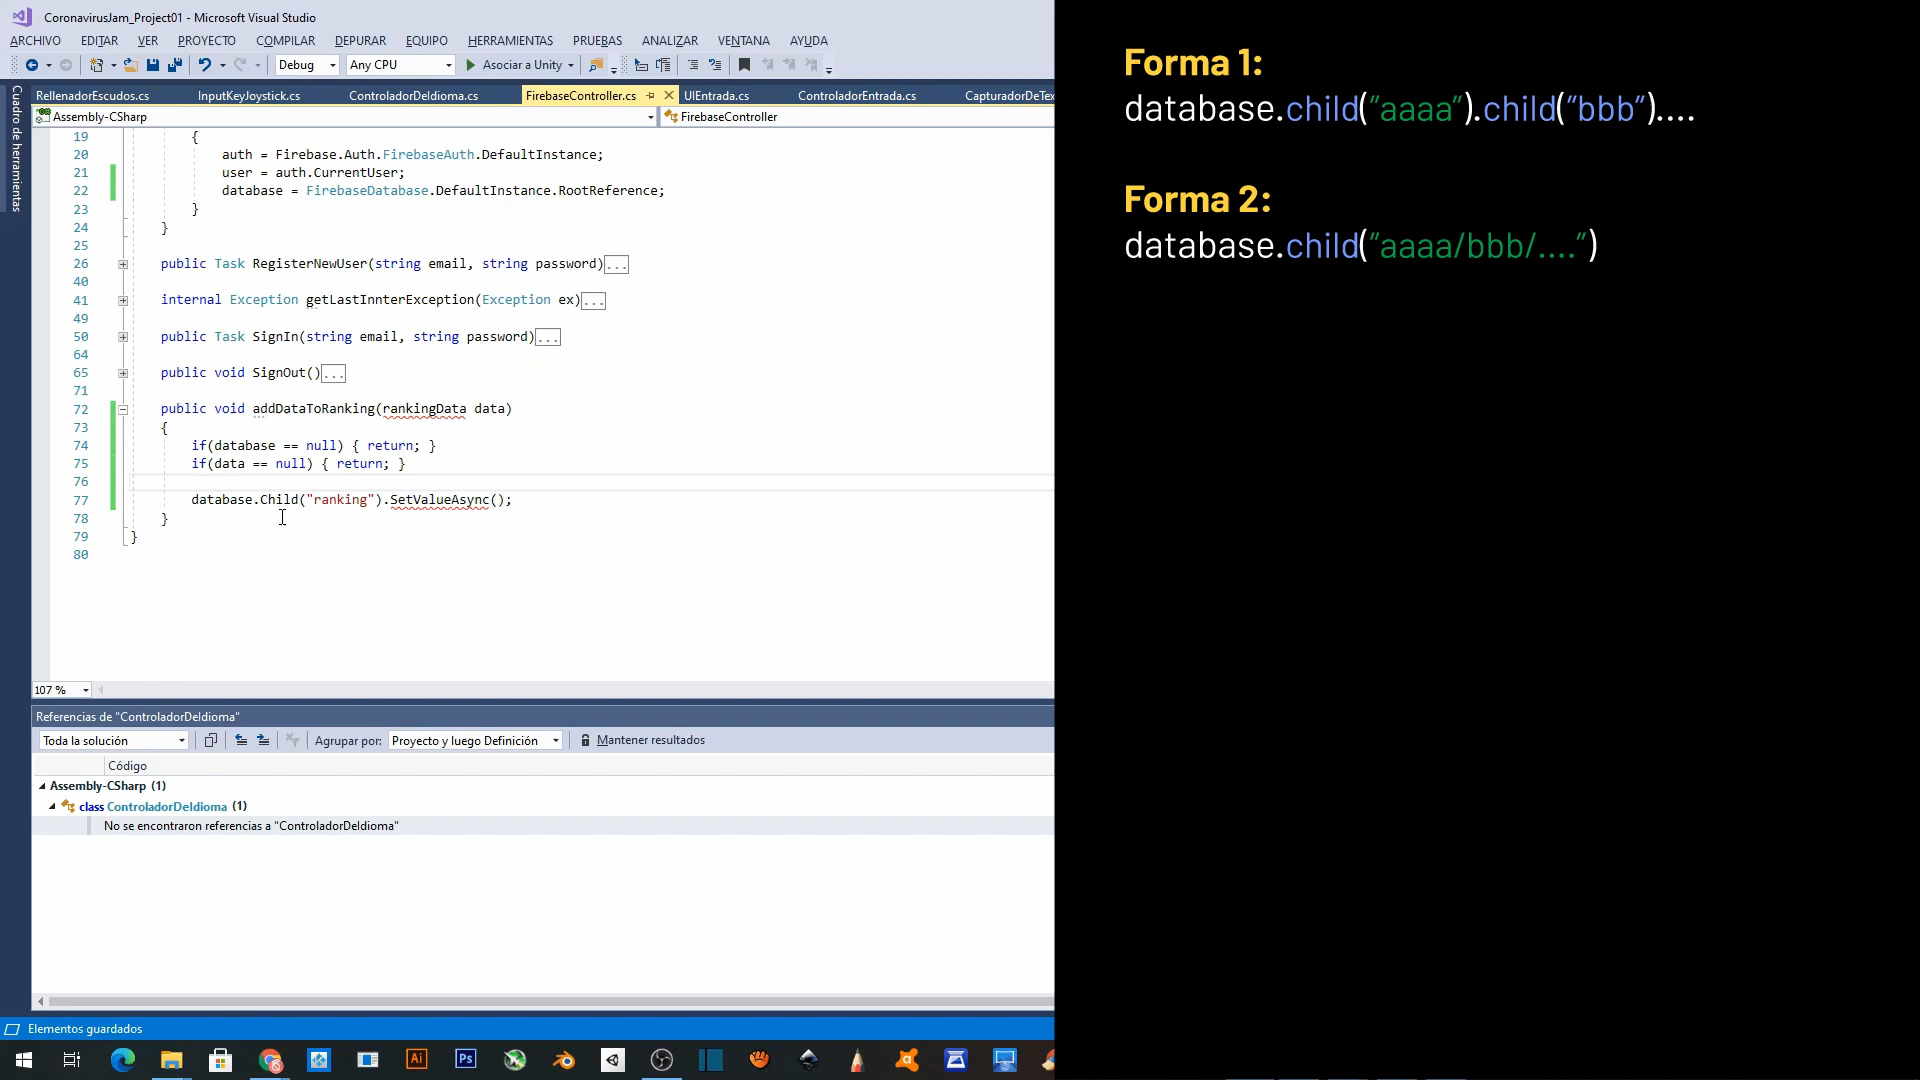 CoronavirusJam_Project01 - Microsoft Visual Studio
ARCHIVO EDITAR VER PROYECTO COMPILAR DEPURAR EQUIPO HERRAMIENTAS PRUEBAS ANALIZAR VENTANA AYUDA
Debug Any CPU Asociar a Unity
Cuadro de herramientas
RellenadorEscudos.cs InputKeyJoystick.cs ControladorDeIdioma.cs FirebaseController.cs UIEntrada.cs ControladorEntrada.cs CapturadorDeTex
Assembly-CSharp FirebaseController
19 {
20 auth = Firebase.Auth.FirebaseAuth.DefaultInstance;
21 user = auth.CurrentUser;
22 database = FirebaseDatabase.DefaultInstance.RootReference;
23 }
24 }
25
26 public Task RegisterNewUser(string email, string password)...
40
41 internal Exception getLastInnterException(Exception ex)...
49
50 public Task SignIn(string email, string password)...
64
65 public void SignOut()...
71
72 public void addDataToRanking(rankingData data)
73 {
74 if(database == null) { return; }
75 if(data == null) { return; }
76
77 database.Child("ranking").SetValueAsync();
78 }
79 }
80
107 %
Referencias de "ControladorDeIdioma"
Toda la solución Agrupar por: Proyecto y luego Definición Mantener resultados
Código
Assembly-CSharp (1)
class ControladorDeIdioma (1)
No se encontraron referencias a "ControladorDeIdioma"
Elementos guardados
Ai Ps
Forma 1:
database.child("aaaa").child("bbb")....
Forma 2:
database.child("aaaa/bbb/....")